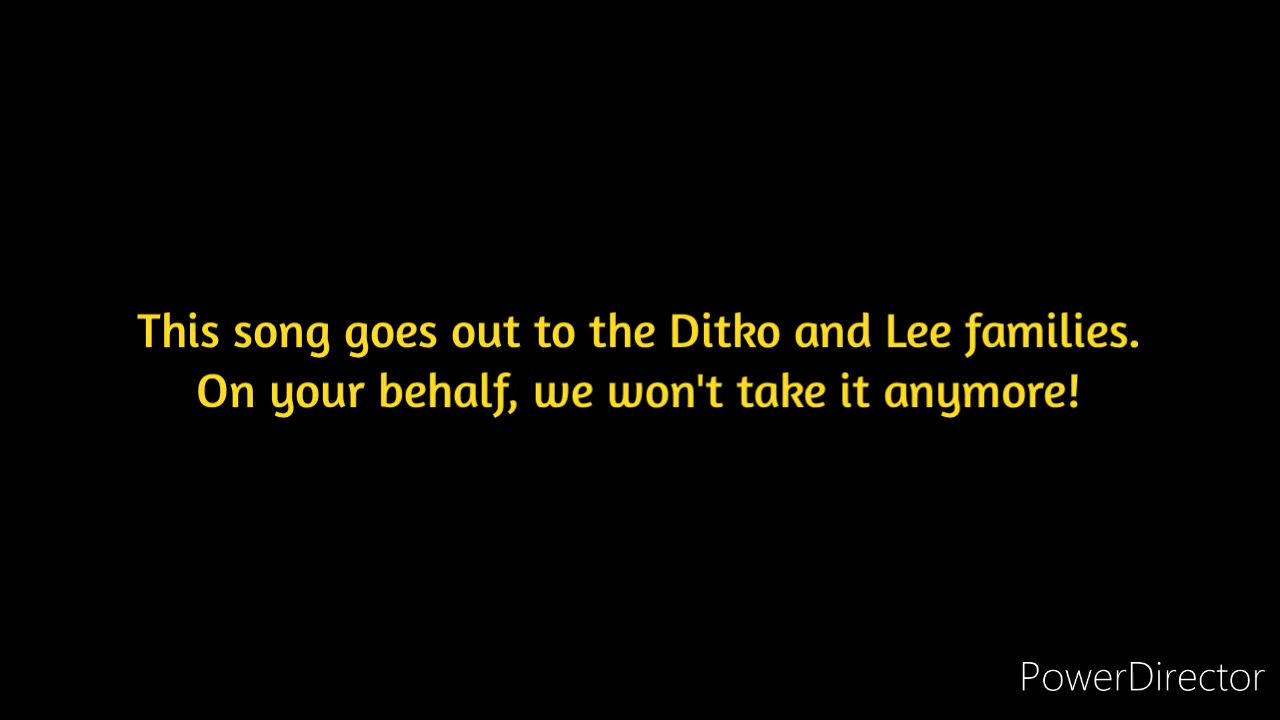 This song goes out to the Ditko and Lee families.
On your behalf, we won't take it anymore!
PowerDirector